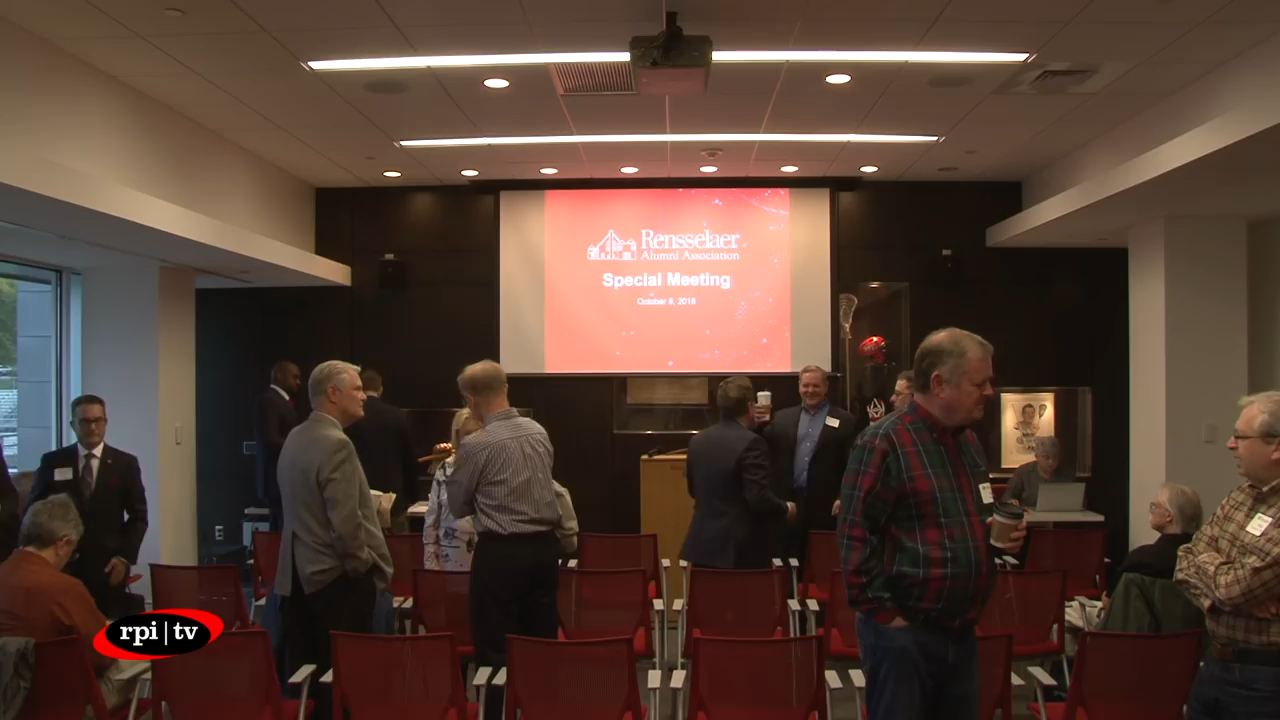 Rensselaer
Alumni Association
Special Meeting
October 8, 2018
rpi|tv